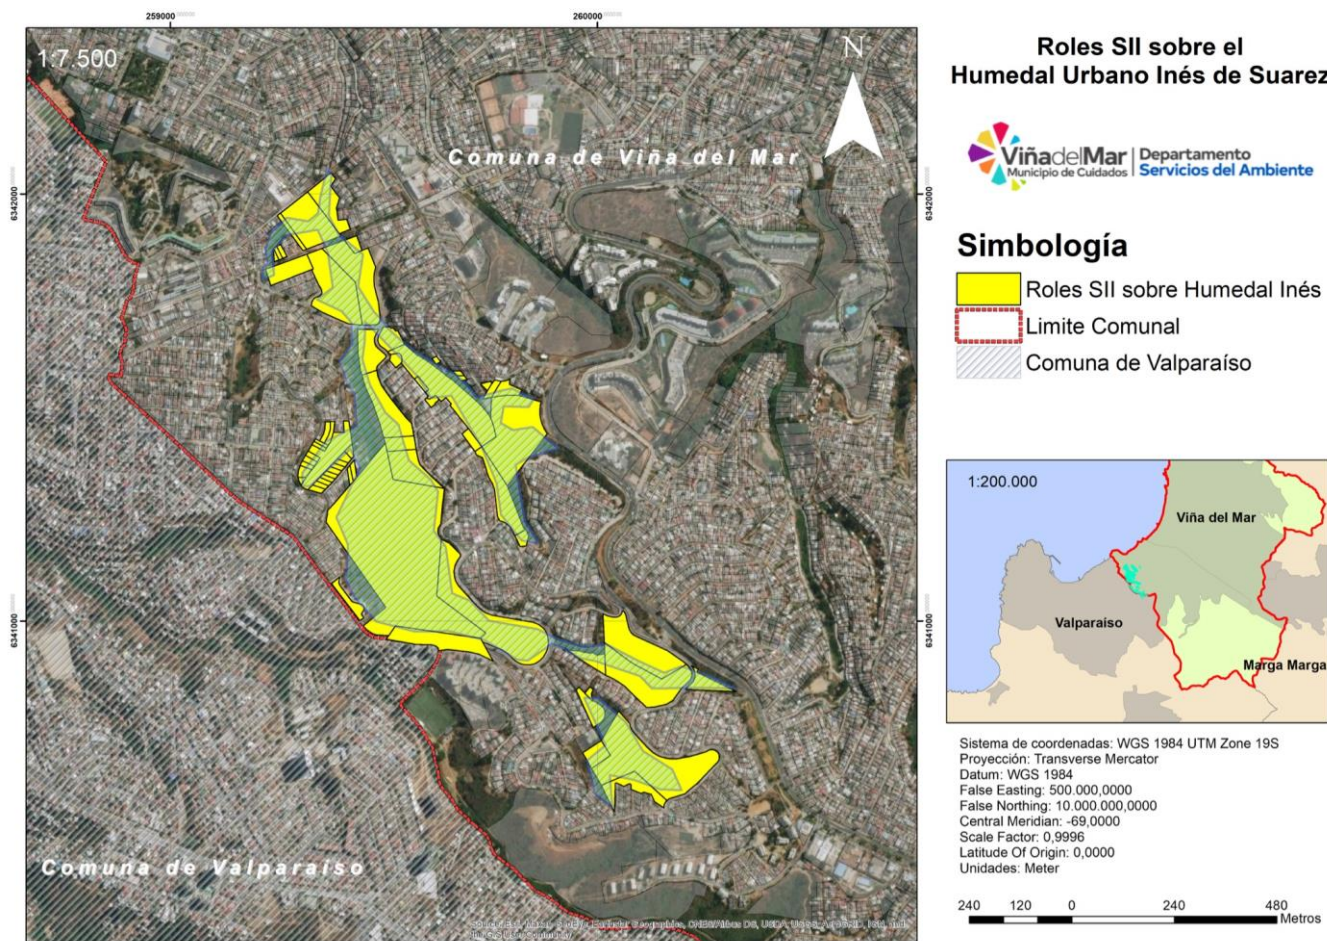 259000
260000
1:7.500
N
Comuna de Viña del Mar
6342000
6342000
6341000
6341000
Comuna de Valparaíso
Roles SII sobre el
Humedal Urbano Inés de Suarez
ViñadelMar
Municipio de Cuidados
Departamento
Servicios del Ambiente
Simbología
Roles SII sobre Humedal Inés
Limite Comunal
Comuna de Valparaíso
1:200.000
Viña del Mar
Valparaíso
Marga Marga
Sistema de coordenadas: WGS 1984 UTM Zone 19S
Proyección: Transverse Mercator
Datum: WGS 1984
False Easting: 500.000,0000
False Northing: 10.000.000,0000
Central Meridian: -69,0000
Scale Factor: 0,9996
Latitude Of Origin: 0,0000
Unidades: Meter
240 120 0 240 480
Metros